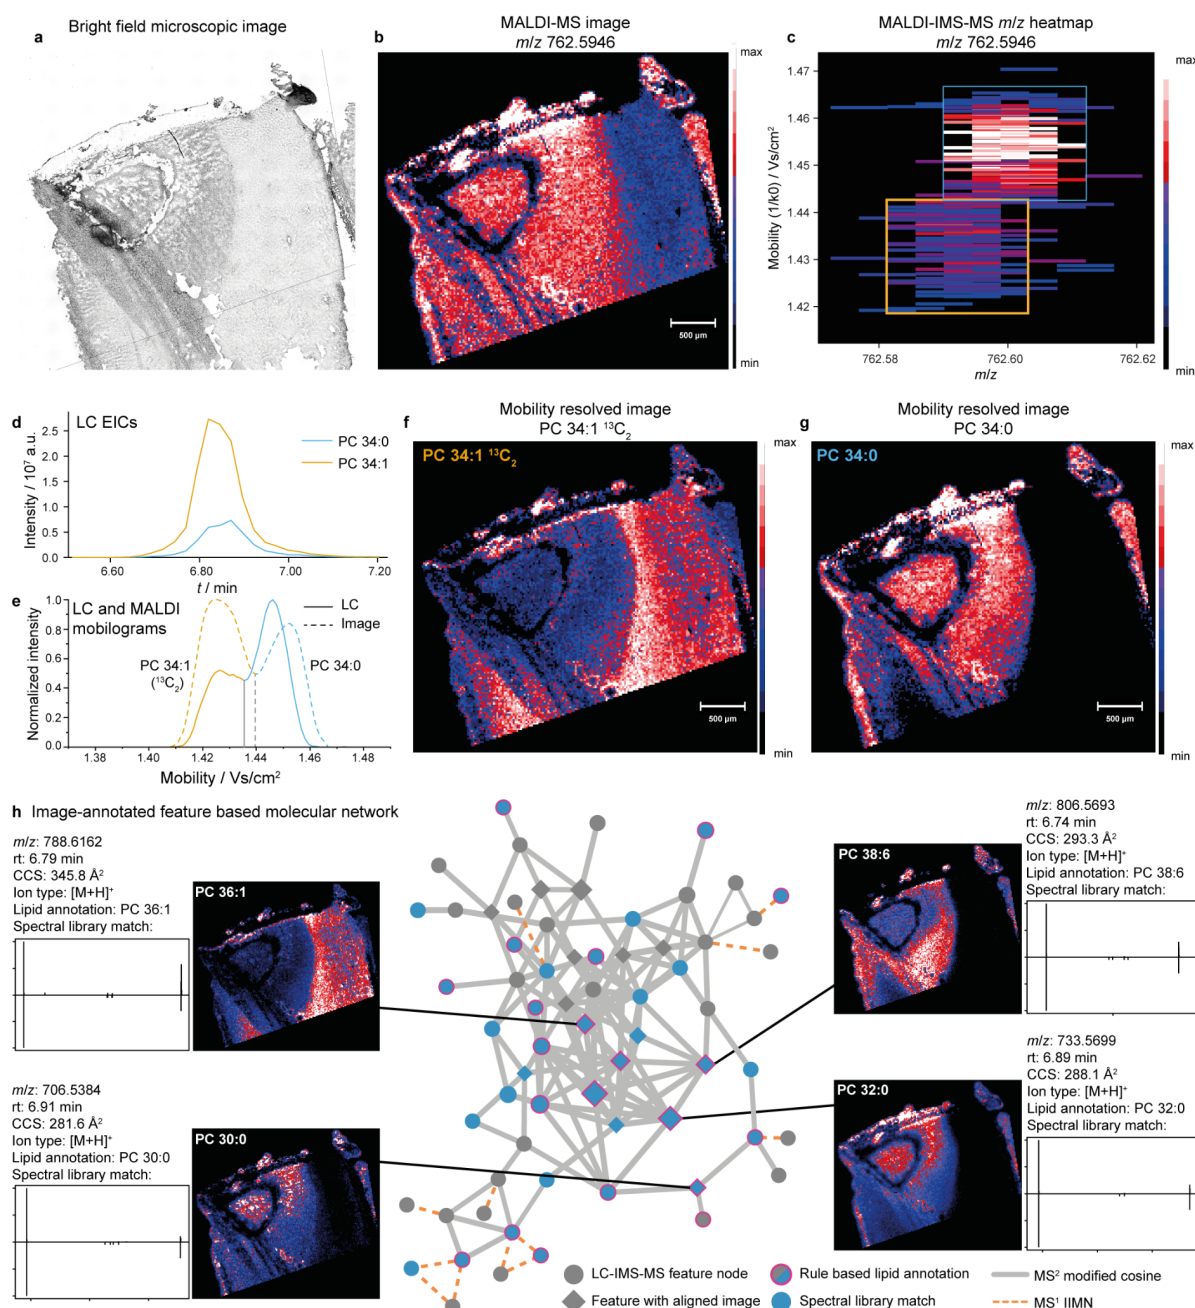 Bright field microscopic image
a
MALDI-MS image
m/z 762.5946
b
max
min
500 µm
MALDI-IMS-MS m/z heatmap
m/z 762.5946
c
max
min
Mobility (1/k0) / Vs/cm²
1.47
1.46
1.45
1.44
1.43
1.42
762.58
762.60
762.62
m/z
d
LC EICs
PC 34:0
PC 34:1
Intensity / 10⁷ a.u.
2.5
2.0
1.5
1.0
0.5
0.0
6.60
6.80
7.00
7.20
t / min
e
LC and MALDI
mobilograms
LC
Image
PC 34:1
(¹³C₂)
PC 34:0
Normalized intensity
1.0
0.8
0.6
0.4
0.2
0.0
1.38
1.40
1.42
1.44
1.46
1.48
Mobility / Vs/cm²
Mobility resolved image
PC 34:1 ¹³C₂
f
PC 34:1 ¹³C₂
max
min
500 µm
Mobility resolved image
PC 34:0
g
PC 34:0
max
min
500 µm
h Image-annotated feature based molecular network
m/z: 788.6162
rt: 6.79 min
CCS: 345.8 Å²
Ion type: [M+H]⁺
Lipid annotation: PC 36:1
Spectral library match:
PC 36:1
m/z: 706.5384
rt: 6.91 min
CCS: 281.6 Å²
Ion type: [M+H]⁺
Lipid annotation: PC 30:0
Spectral library match:
PC 30:0
PC 38:6
m/z: 806.5693
rt: 6.74 min
CCS: 293.3 Å²
Ion type: [M+H]⁺
Lipid annotation: PC 38:6
Spectral library match:
PC 32:0
m/z: 733.5699
rt: 6.89 min
CCS: 288.1 Å²
Ion type: [M+H]⁺
Lipid annotation: PC 32:0
Spectral library match:
LC-IMS-MS feature node
Rule based lipid annotation
MS² modified cosine
Feature with aligned image
Spectral library match
MS¹ IIMN